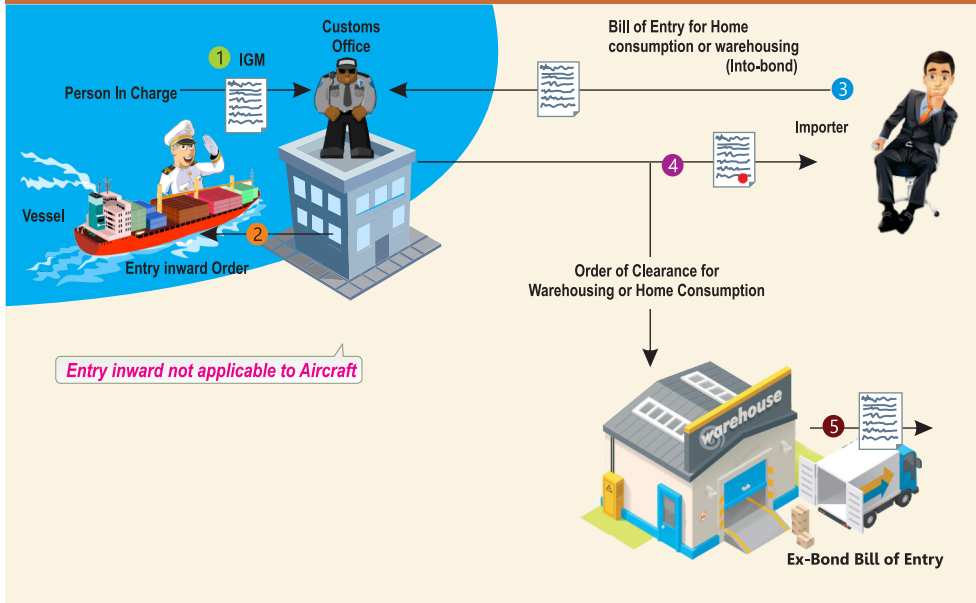 Customs
Office
1 IGM
Person In Charge
Bill of Entry for Home
consumption or warehousing
(Into-bond)
3
Importer
4
Vessel
2
Entry inward Order
Order of Clearance for
Warehousing or Home Consumption
Entry inward not applicable to Aircraft
warehouse
5
Ex-Bond Bill of Entry